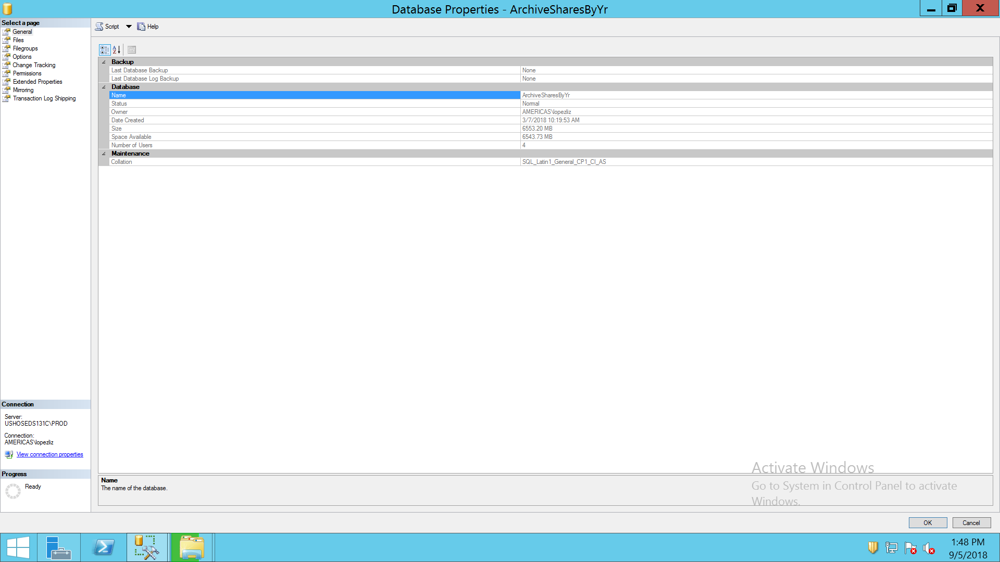 Database Properties - ArchiveSharesByYr
Select a page
General
Files
Filegroups
Options
Change Tracking
Permissions
Extended Properties
Mirroring
Transaction Log Shipping
Script Help
Backup
Last Database Backup None
Last Database Log Backup None
Database
Name ArchiveSharesByYr
Status Normal
Owner AMERICAS\lopezliz
Date Created 3/7/2018 10:19:53 AM
Size 6553.20 MB
Space Available 6543.73 MB
Number of Users 4
Maintenance
Collation SQL_Latin1_General_CP1_CI_AS
Connection
Server:
USHOSEDS131C\PROD
Connection:
AMERICAS\lopezliz
View connection properties
Progress
Ready
Name
The name of the database.
Activate Windows
Go to System in Control Panel to activate
Windows.
OK Cancel
1:48 PM
9/5/2018